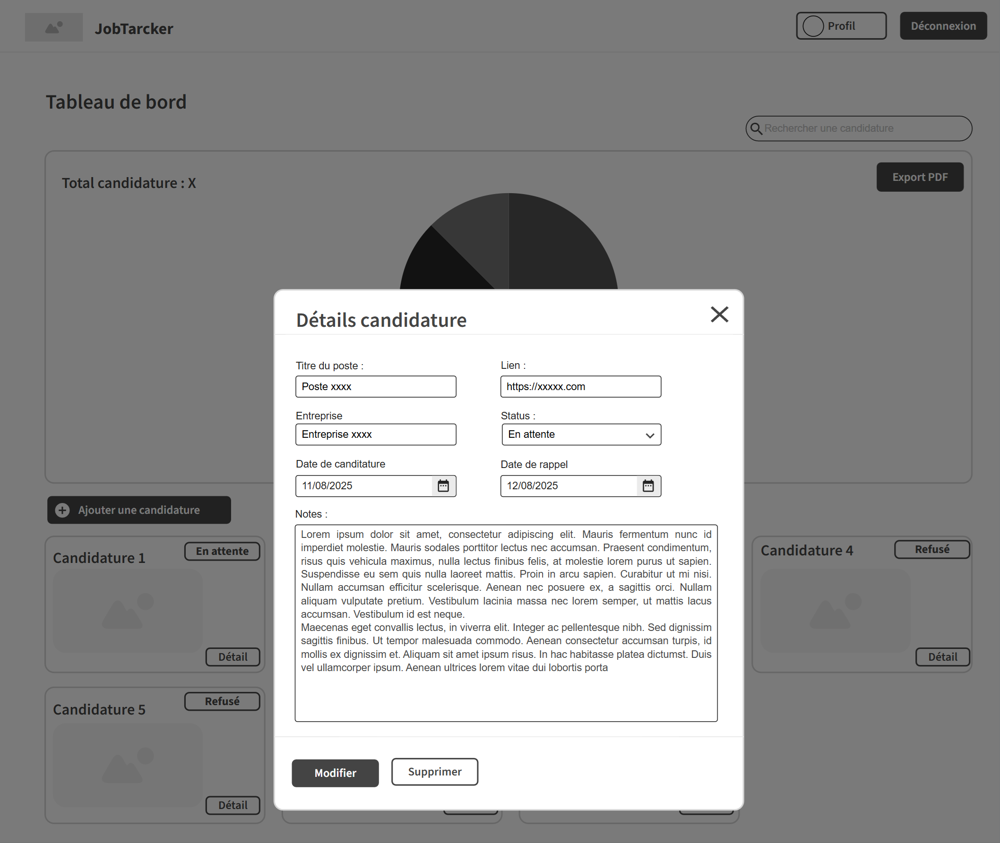 JobTarcker
Profil
Déconnexion
Tableau de bord
Rechercher une candidature
Total candidature : X
Export PDF
Détails candidature
Titre du poste :
Lien :
Poste xxxx
https://xxxxx.com
Entreprise
Status :
Entreprise xxxx
En attente
Date de canditature
Date de rappel
11/08/2025
12/08/2025
Notes :
Lorem ipsum dolor sit amet, consectetur adipiscing elit. Mauris fermentum nunc id
imperdiet molestie. Mauris sodales porttitor lectus nec accumsan. Praesent condimentum,
risus quis vehicula maximus, nulla lectus finibus felis, at molestie lorem purus ut sapien.
Suspendisse eu sem quis nulla laoreet mattis. Proin in arcu sapien. Curabitur ut mi nisi.
Nullam accumsan efficitur scelerisque. Aenean nec posuere ex, a sagittis orci. Nullam
aliquam vulputate pretium. Vestibulum lacinia massa nec lorem semper, ut mattis lacus
accumsan. Vestibulum id est neque.
Maecenas eget convallis lectus, in viverra elit. Integer ac pellentesque nibh. Sed dignissim
sagittis finibus. Ut tempor malesuada commodo. Aenean consectetur accumsan turpis, id
mollis ex dignissim et. Aliquam sit amet ipsum risus. In hac habitasse platea dictumst. Duis
vel ullamcorper ipsum. Aenean ultrices lorem vitae dui lobortis porta
Modifier
Supprimer
Ajouter une candidature
Candidature 1
En attente
Détail
Candidature 4
Refusé
Détail
Candidature 5
Refusé
Détail